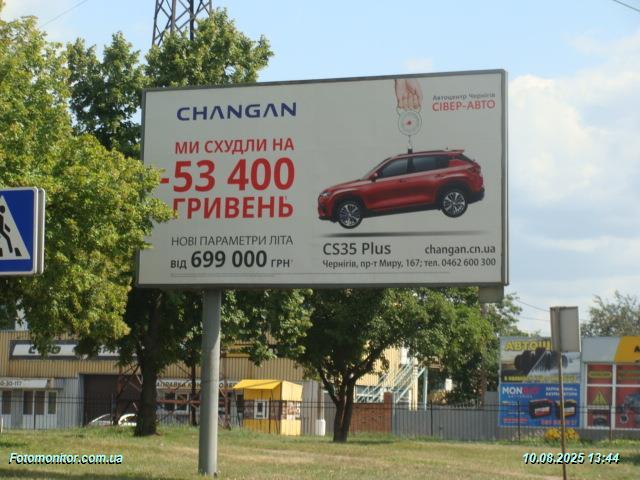 CHANGAN
Автоцентр Чернігів
СІВЕР-АВТО
МИ СХУДЛИ НА
-53 400
ГРИВЕНЬ
НОВІ ПАРАМЕТРИ ЛІТА
ВІД 699 000 ГРН
CS35 Plus
changan.cn.ua
Чернігів, пр-т Миру, 167; тел. 0462 600 300
АВТОШ
MON
Fotomonitor.com.ua
10.08.2025 13:44